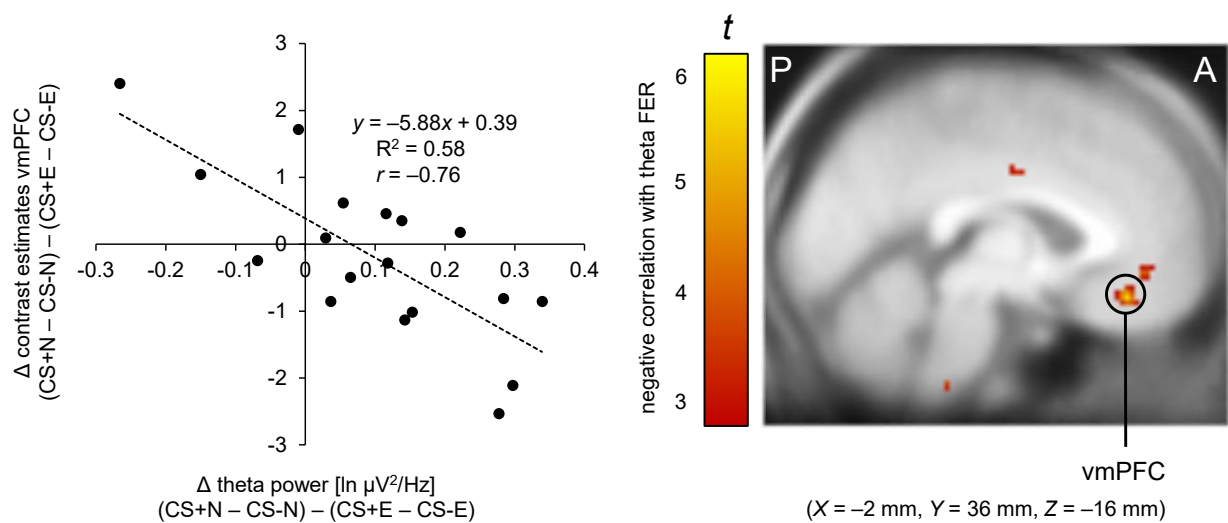 Δ contrast estimates vmPFC
(CS+N – CS-N) – (CS+E – CS-E)
3
2
1
0
-1
-2
-3
-0.3
-0.2
-0.1
0
0.1
0.2
0.3
0.4
y = –5.88x + 0.39
R² = 0.58
r = –0.76
Δ theta power [ln µV²/Hz]
(CS+N – CS-N) – (CS+E – CS-E)
negative correlation with theta FER
t
6
5
4
3
P
A
vmPFC
(X = –2 mm, Y = 36 mm, Z = –16 mm)